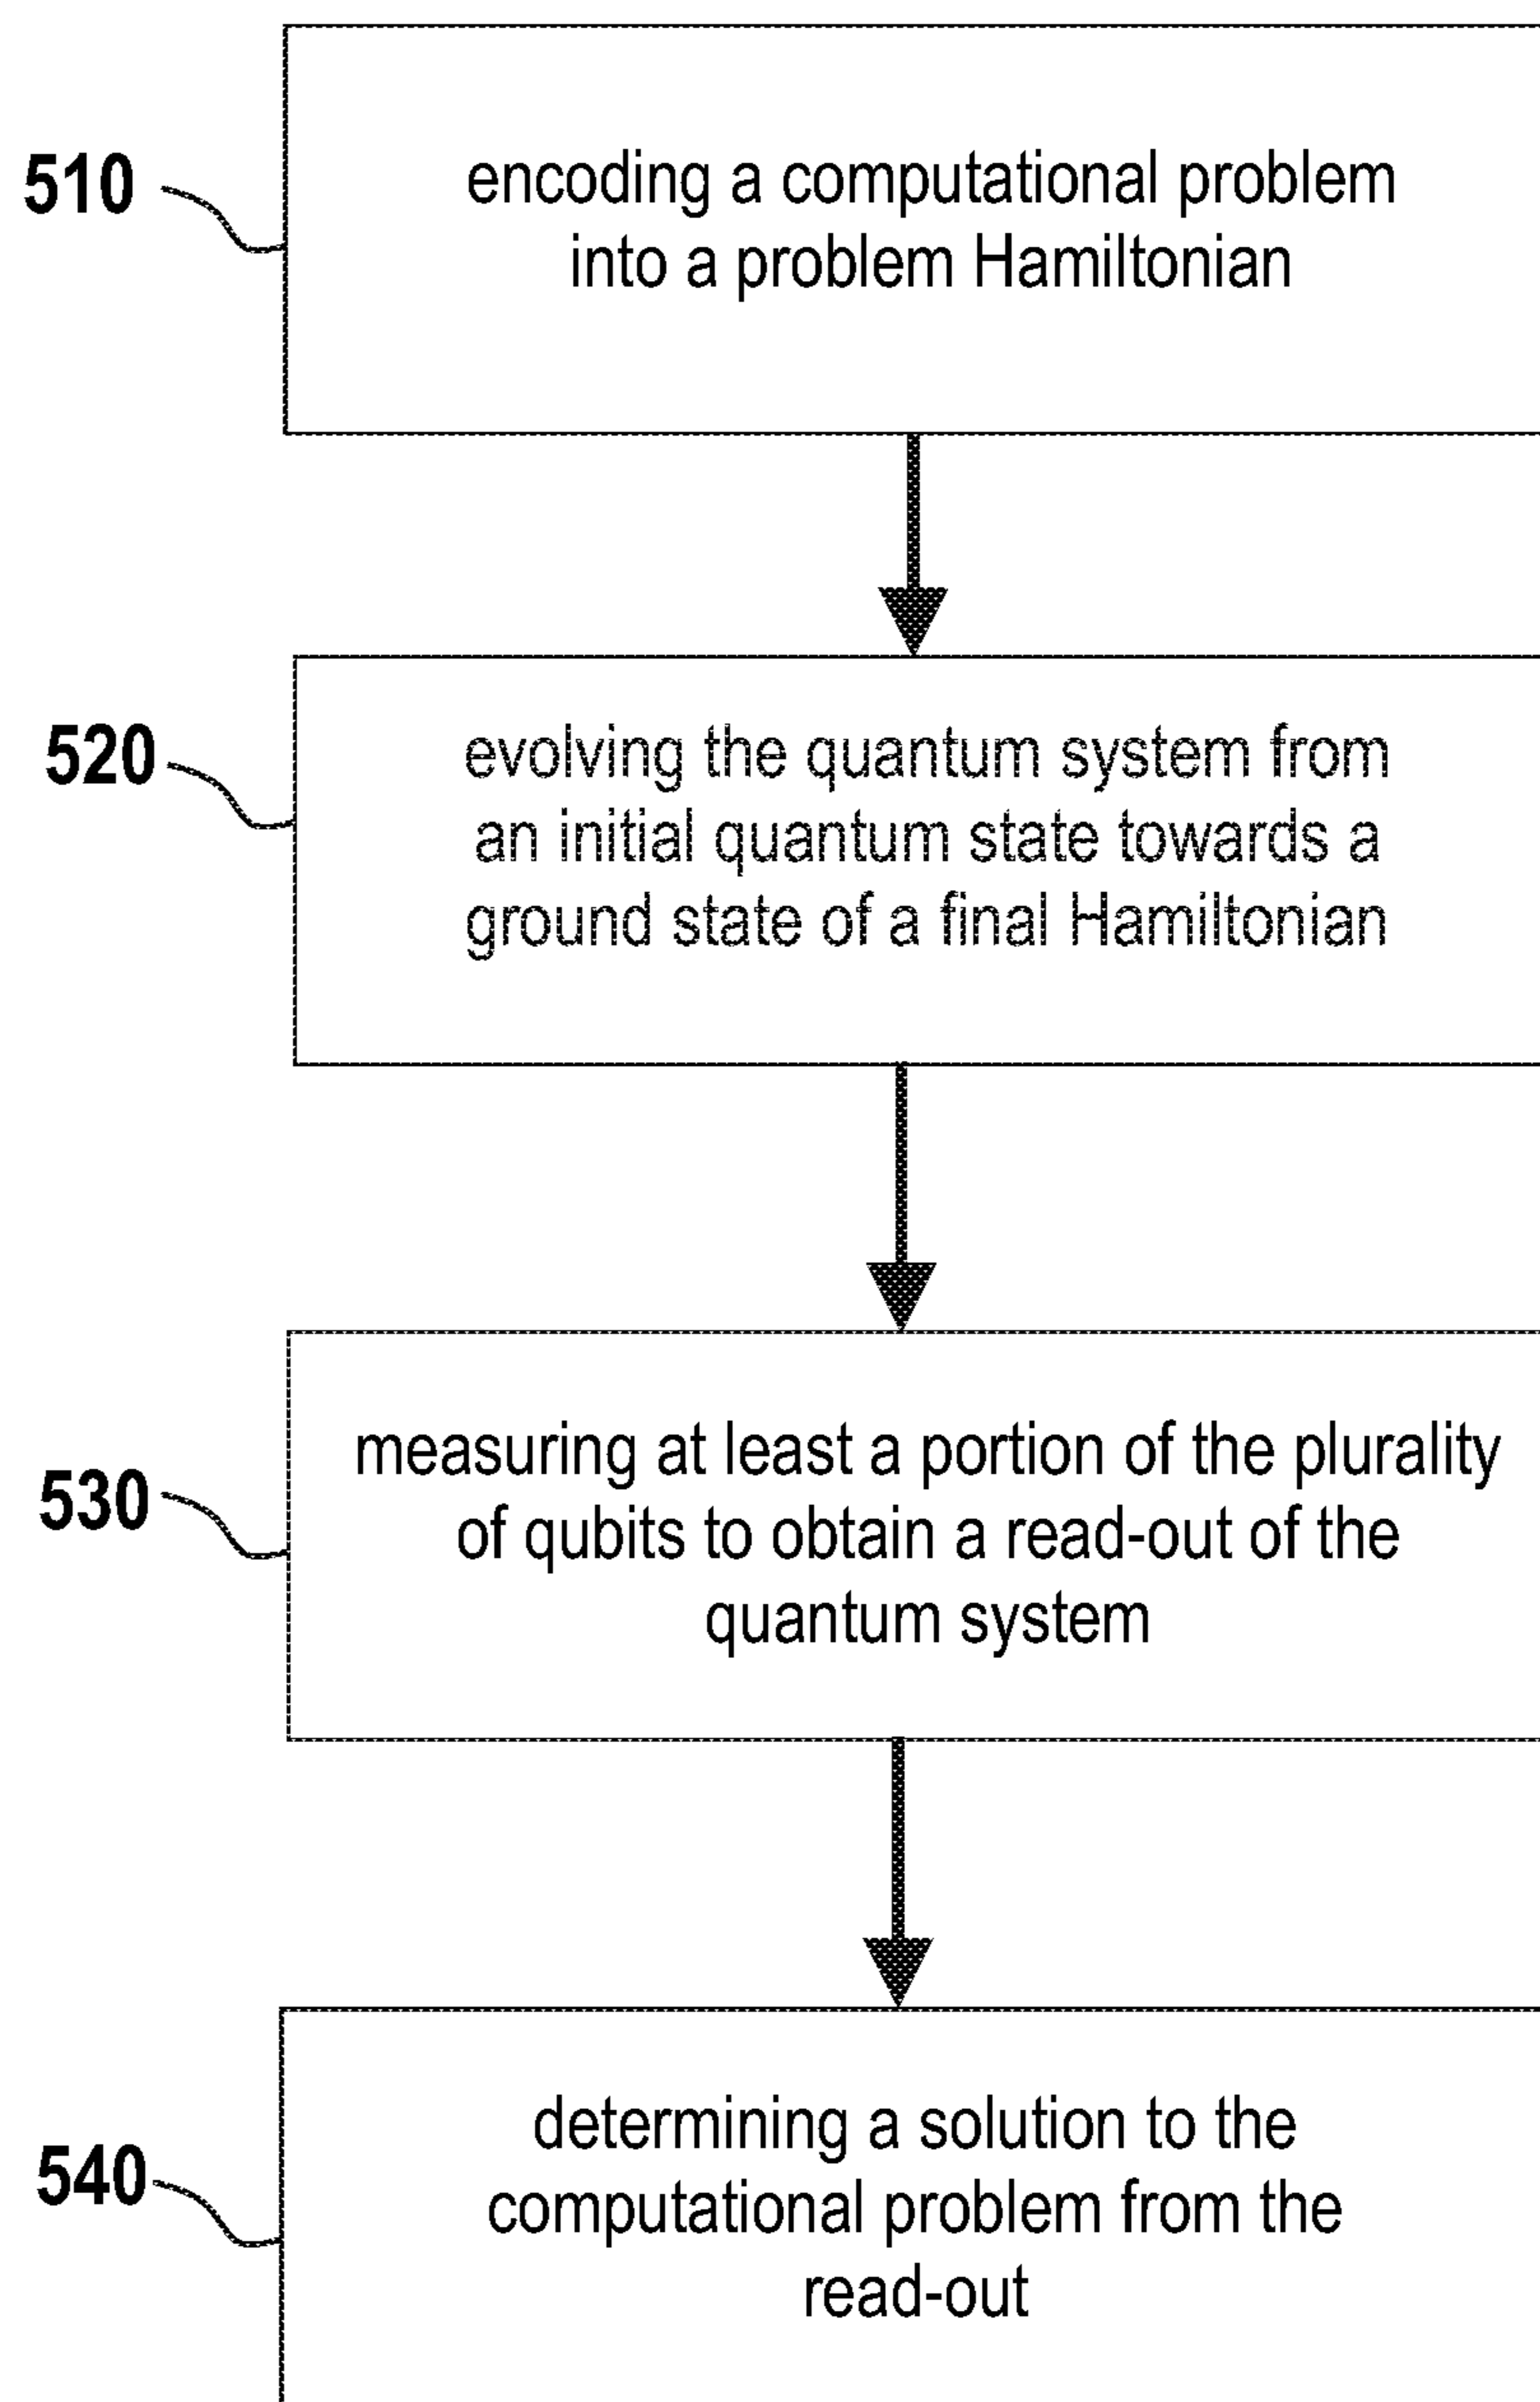 510
encoding a computational problem
into a problem Hamiltonian
520
evolving the quantum system from
an initial quantum state towards a
ground state of a final Hamiltonian
530
measuring at least a portion of the plurality
of qubits to obtain a read-out of the
quantum system
540
determining a solution to the
computational problem from the
read-out